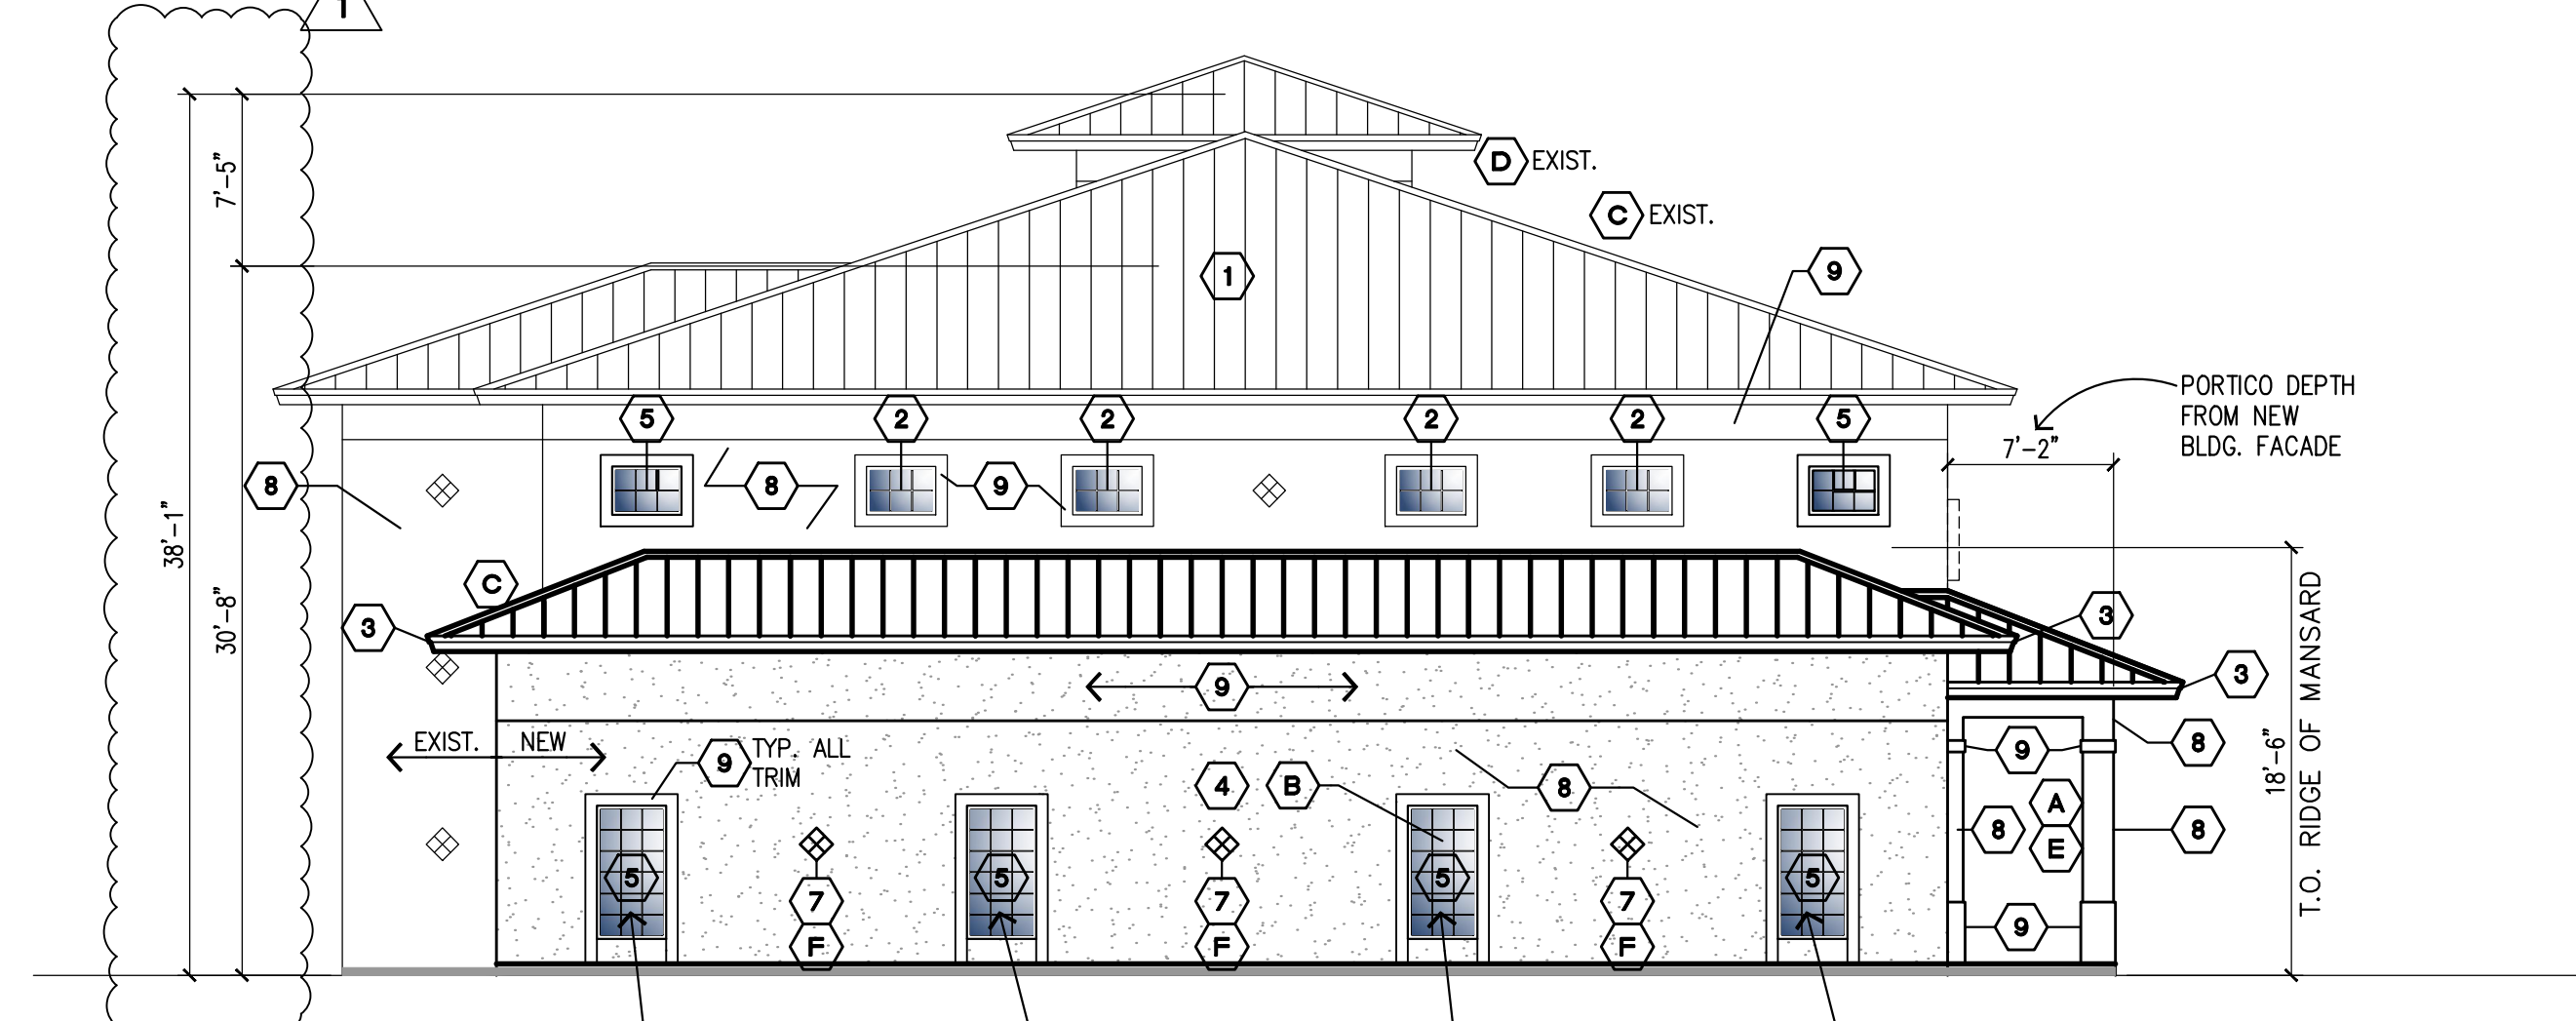 1
D EXIST.
C EXIST.
7'-5"
1
9
PORTICO DEPTH
FROM NEW
BLDG. FACADE
7'-2"
5
2
2
2
2
5
8
8
9
38'-1"
30'-8"
C
3
3
3
9
EXIST. NEW
9 TYP. ALL
TRIM
4
B
8
9
8
A
8
8
E
18'-6"
T.O. RIDGE OF MANSARD
5
5
5
5
7
7
7
F
F
F
9